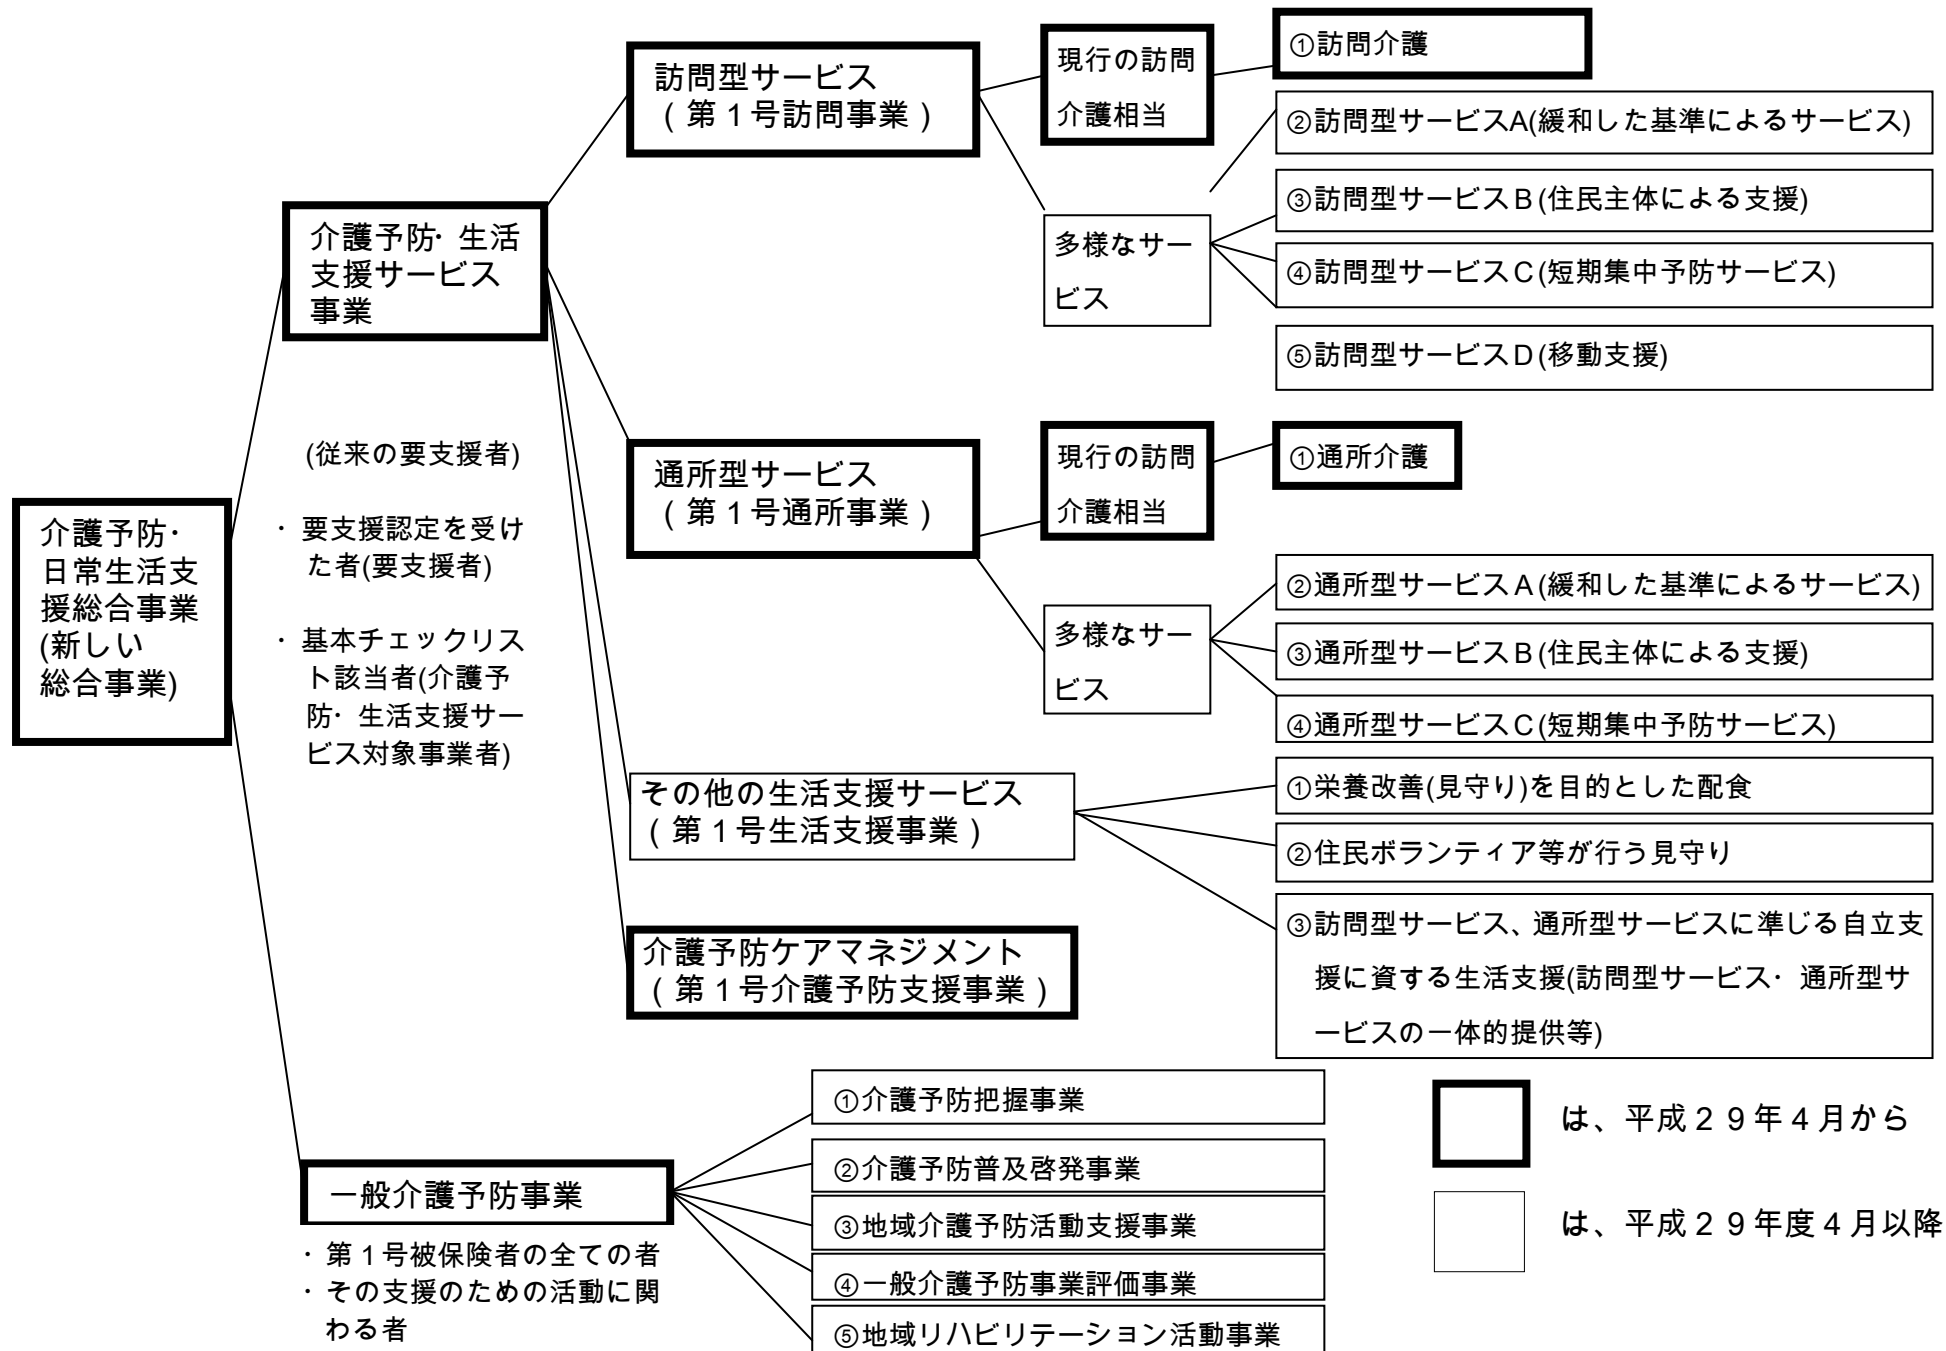 介護予防・
日常生活支
援総合事業
(新しい
総合事業)
介護予防・生活
支援サービス
事業
(従来の要支援者)
・要支援認定を受け
た者(要支援者)
・基本チェックリス
ト該当者(介護予
防・生活支援サー
ビス対象事業者)
訪問型サービス
(第1号訪問事業)
現行の訪問
介護相当
①訪問介護
多様なサー
ビス
②訪問型サービスA(緩和した基準によるサービス)
③訪問型サービスB(住民主体による支援)
④訪問型サービスC(短期集中予防サービス)
⑤訪問型サービスD(移動支援)
通所型サービス
(第1号通所事業)
現行の訪問
介護相当
①通所介護
多様なサー
ビス
②通所型サービスA(緩和した基準によるサービス)
③通所型サービスB(住民主体による支援)
④通所型サービスC(短期集中予防サービス)
その他の生活支援サービス
(第1号生活支援事業)
①栄養改善(見守り)を目的とした配食
②住民ボランティア等が行う見守り
③訪問型サービス、通所型サービスに準じる自立支
援に資する生活支援(訪問型サービス・通所型サ
ービスの一体的提供等)
介護予防ケアマネジメント
(第1号介護予防支援事業)
一般介護予防事業
・第1号被保険者の全ての者
・その支援のための活動に関
わる者
①介護予防把握事業
②介護予防普及啓発事業
③地域介護予防活動支援事業
④一般介護予防事業評価事業
⑤地域リハビリテーション活動事業
は、平成29年4月から
は、平成29年度4月以降